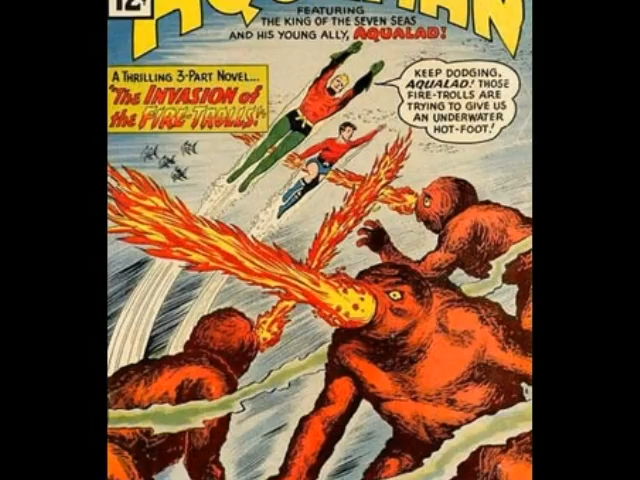 12¢
AQUAMAN
FEATURING
THE KING OF THE SEVEN SEAS
AND HIS YOUNG ALLY, AQUALAD!
A THRILLING 3-PART NOVEL...
"The INVASION of
the FIRE-TROLLS!"
KEEP DODGING,
AQUALAD! THOSE
FIRE-TROLLS ARE
TRYING TO GIVE US
AN UNDERWATER
HOT-FOOT!